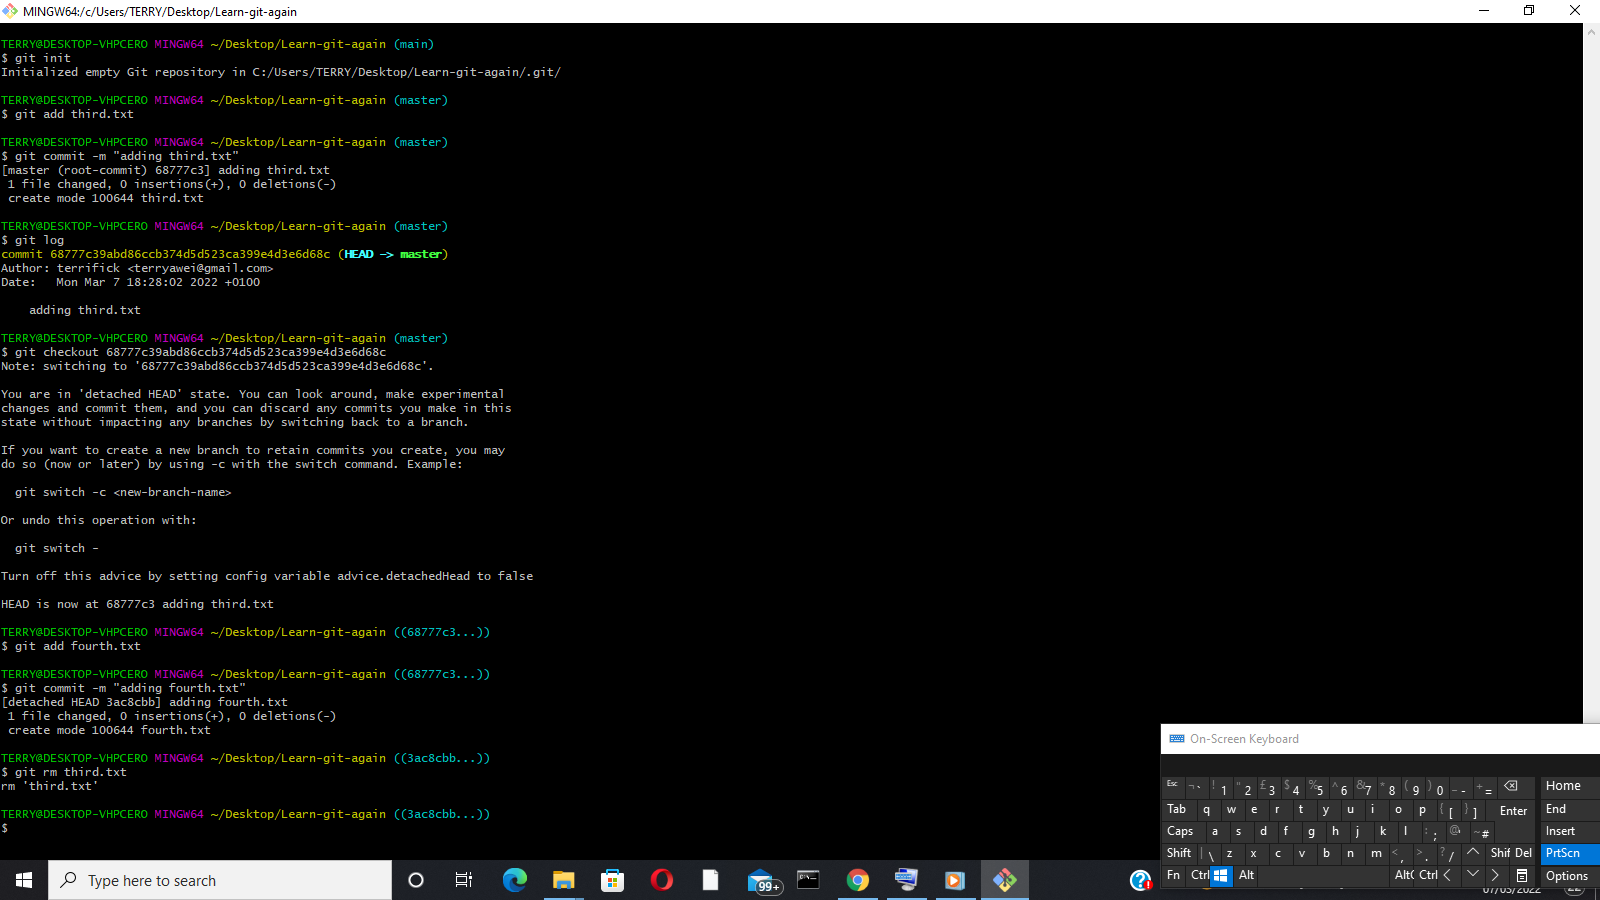 MINGW64:/c/Users/TERRY/Desktop/Learn-git-again
TERRY@DESKTOP-VHPCERO MINGW64 ~/Desktop/Learn-git-again (main)
$ git init
Initialized empty Git repository in C:/Users/TERRY/Desktop/Learn-git-again/.git/
TERRY@DESKTOP-VHPCERO MINGW64 ~/Desktop/Learn-git-again (master)
$ git add third.txt
TERRY@DESKTOP-VHPCERO MINGW64 ~/Desktop/Learn-git-again (master)
$ git commit -m "adding third.txt"
[master (root-commit) 68777c3] adding third.txt
1 file changed, 0 insertions(+), 0 deletions(-)
create mode 100644 third.txt
TERRY@DESKTOP-VHPCERO MINGW64 ~/Desktop/Learn-git-again (master)
$ git log
commit 68777c39abd86ccb374d5d523ca399e4d3e6d68c (HEAD -> master)
Author: terrifick <terryawei@gmail.com>
Date: Mon Mar 7 18:28:02 2022 +0100
adding third.txt
TERRY@DESKTOP-VHPCERO MINGW64 ~/Desktop/Learn-git-again (master)
$ git checkout 68777c39abd86ccb374d5d523ca399e4d3e6d68c
Note: switching to '68777c39abd86ccb374d5d523ca399e4d3e6d68c'.
You are in 'detached HEAD' state. You can look around, make experimental
changes and commit them, and you can discard any commits you make in this
state without impacting any branches by switching back to a branch.
If you want to create a new branch to retain commits you create, you may
do so (now or later) by using -c with the switch command. Example:
git switch -c <new-branch-name>
Or undo this operation with:
git switch -
Turn off this advice by setting config variable advice.detachedHead to false
HEAD is now at 68777c3 adding third.txt
TERRY@DESKTOP-VHPCERO MINGW64 ~/Desktop/Learn-git-again ((68777c3...))
$ git add fourth.txt
TERRY@DESKTOP-VHPCERO MINGW64 ~/Desktop/Learn-git-again ((68777c3...))
$ git commit -m "adding fourth.txt"
[detached HEAD 3ac8cbb] adding fourth.txt
1 file changed, 0 insertions(+), 0 deletions(-)
create mode 100644 fourth.txt
TERRY@DESKTOP-VHPCERO MINGW64 ~/Desktop/Learn-git-again ((3ac8cbb...))
$ git rm third.txt
rm 'third.txt'
TERRY@DESKTOP-VHPCERO MINGW64 ~/Desktop/Learn-git-again ((3ac8cbb...))
$
On-Screen Keyboard
Esc ¬ ` ! 1 " 2 £ 3 $ 4 % 5 ^ 6 & 7 * 8 ( 9 ) 0 _ - + = Home
Tab q w e r t y u i o p { [ } ] Enter End
Caps a s d f g h j k l : ; @ ' ~ # Insert
Shift | \ z x c v b n m < , > . ? / Shif Del PrtScn
Fn Ctrl Alt AltG Ctrl Options
Type here to search
99+